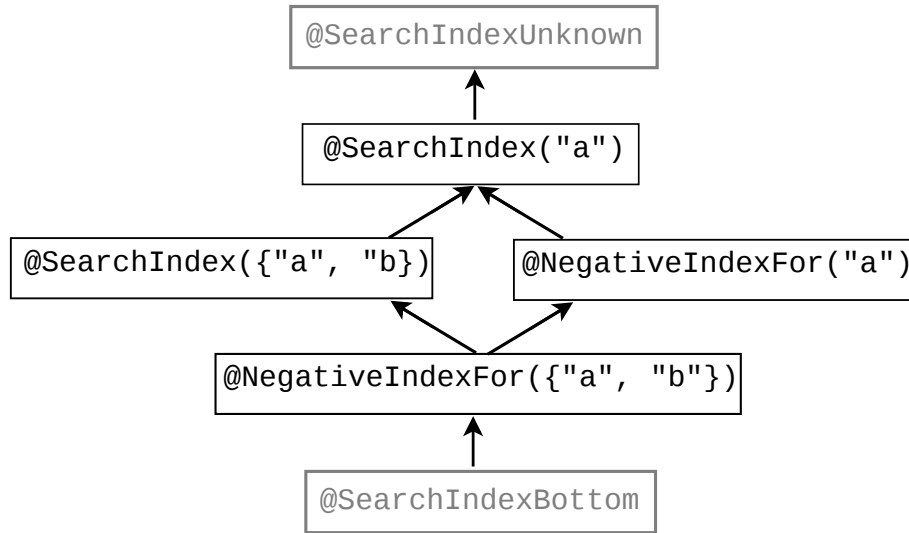 @SearchIndexUnknown
@SearchIndex("a")
@SearchIndex({"a", "b})
@NegativeIndexFor("a")
@NegativeIndexFor({"a", "b"})
@SearchIndexBottom